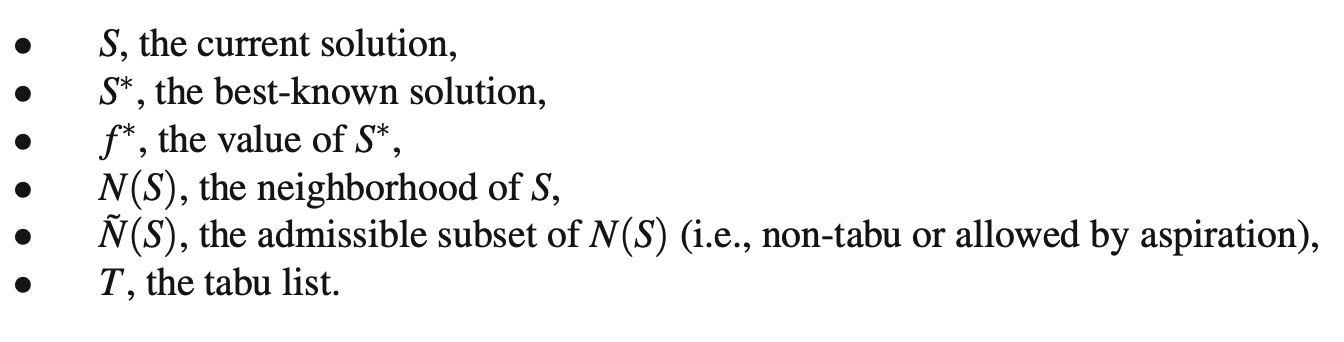 • S, the current solution,
• S*, the best-known solution,
• f*, the value of S*,
• N(S), the neighborhood of S,
• Ñ(S), the admissible subset of N(S) (i.e., non-tabu or allowed by aspiration),
• T, the tabu list.